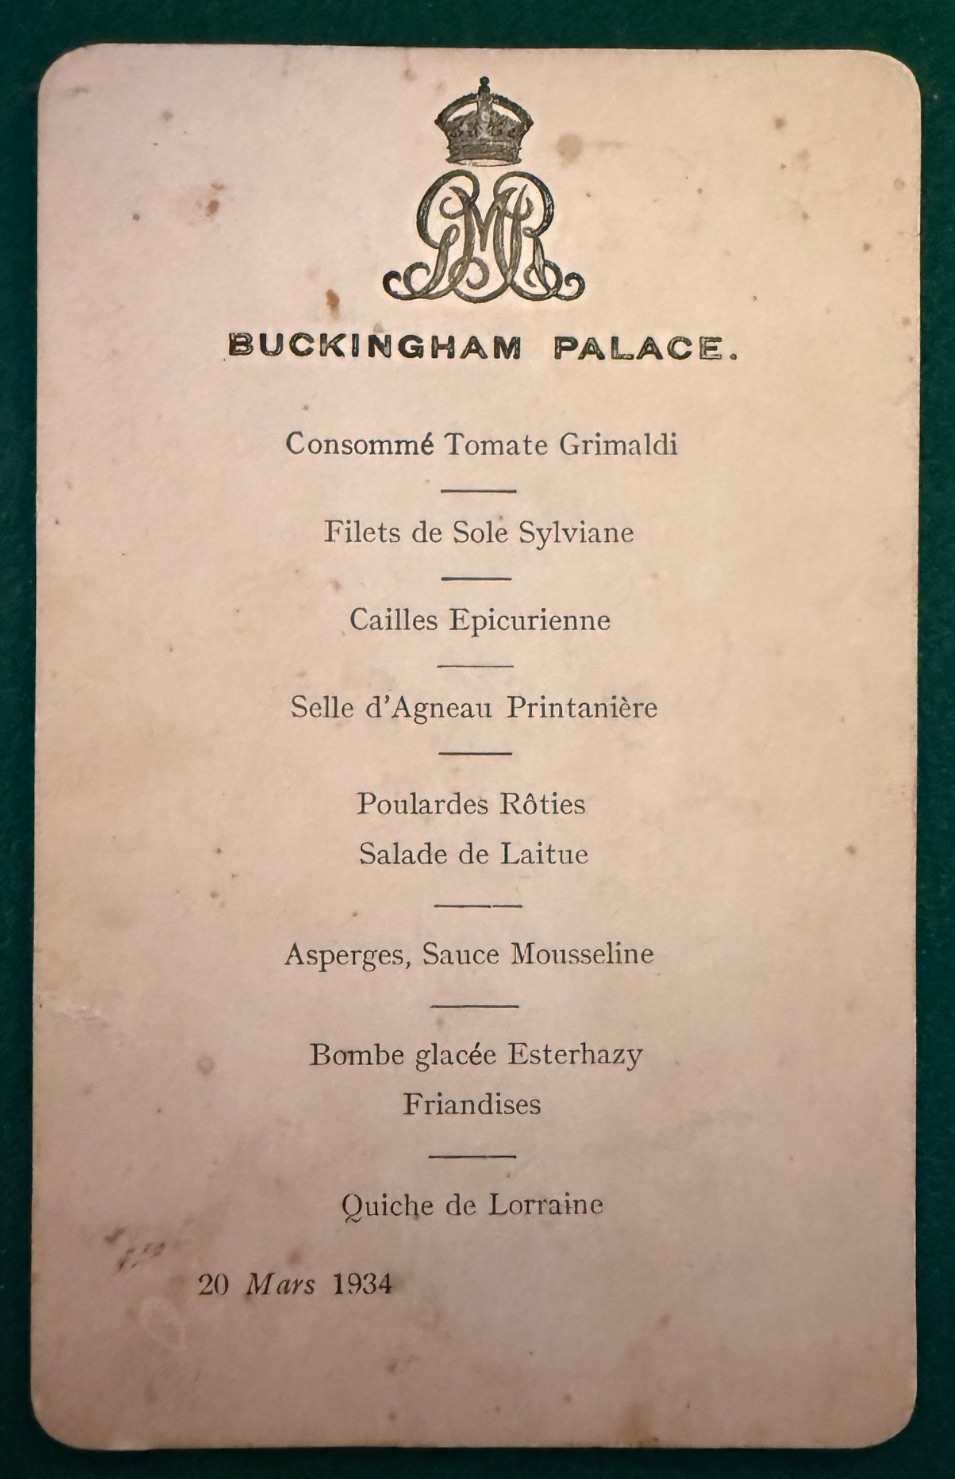 GMR
BUCKINGHAM PALACE.
Consommé Tomate Grimaldi
Filets de Sole Sylviane
Cailles Epicurienne
Selle d'Agneau Printanière
Poulardes Rôties
Salade de Laitue
Asperges, Sauce Mousseline
Bombe glacée Esterhazy
Friandises
Quiche de Lorraine
20 Mars 1934